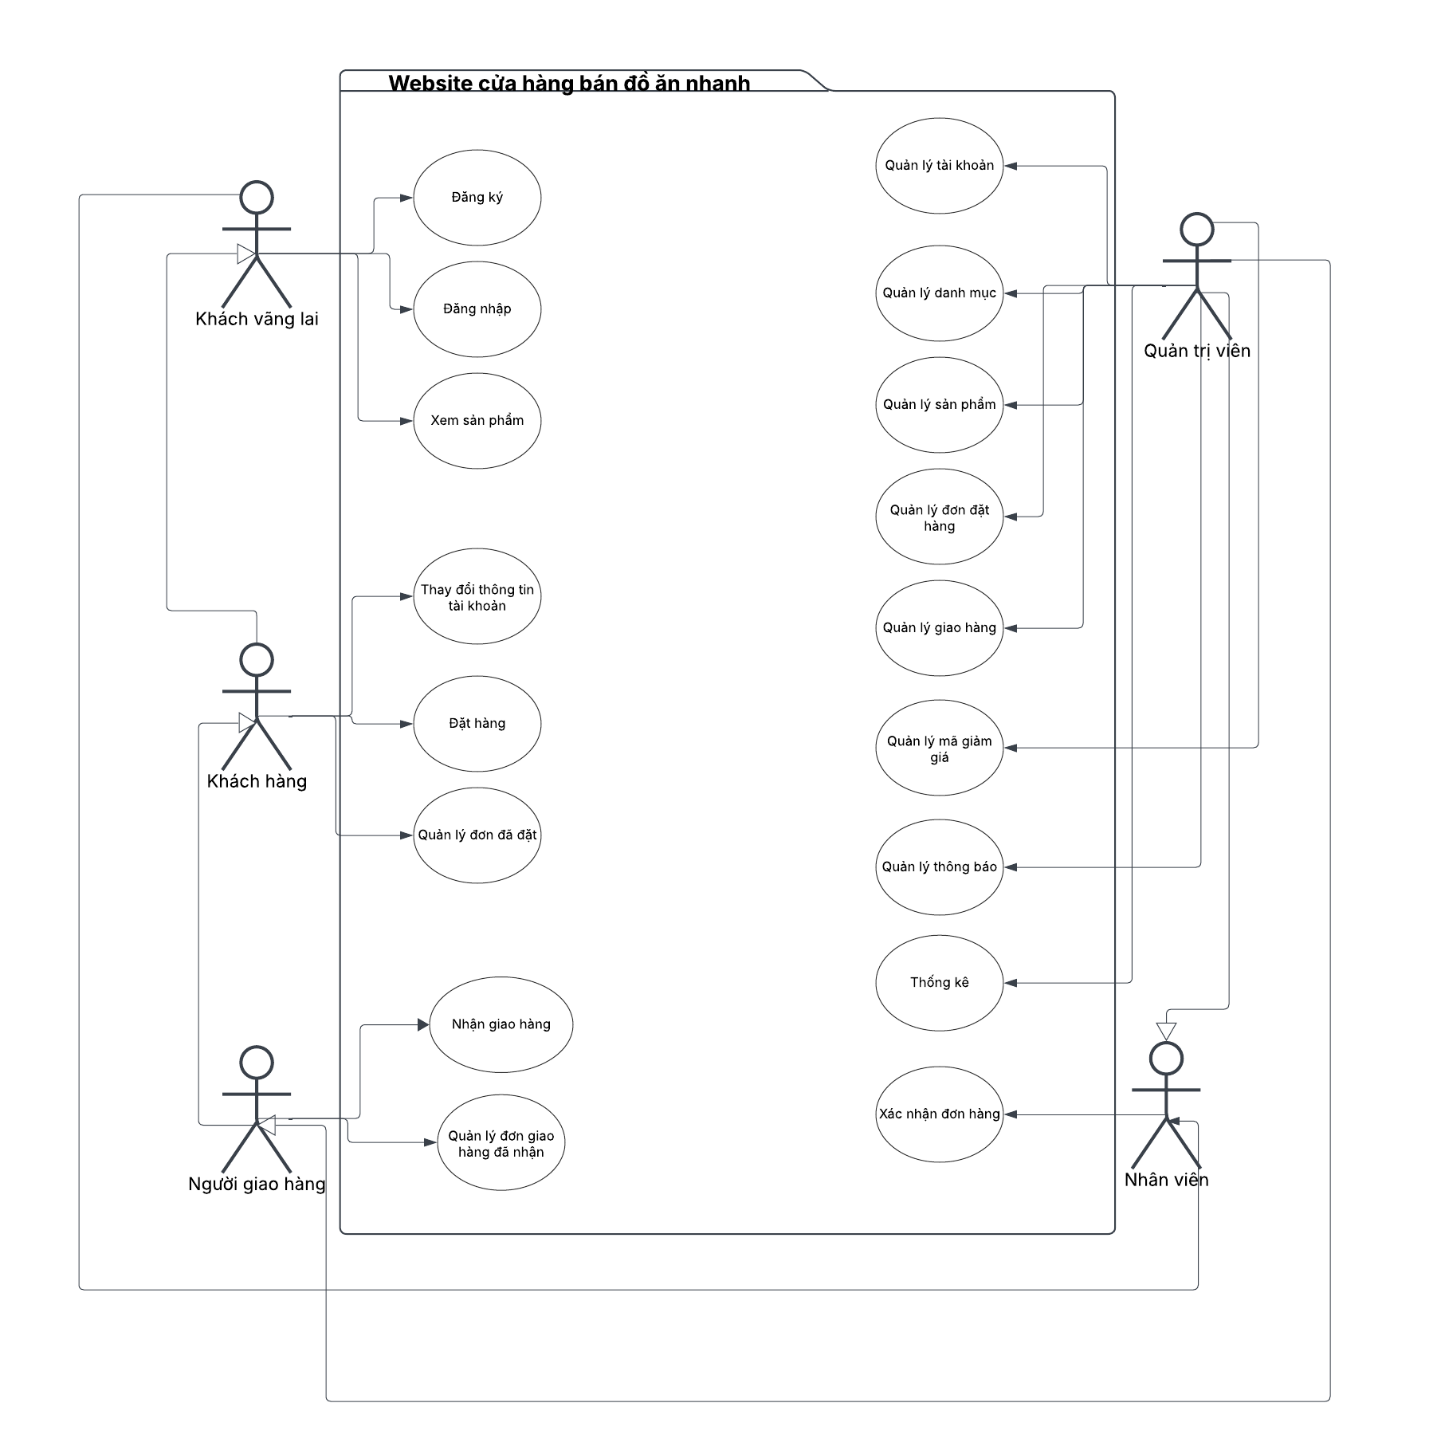 Website cửa hàng bán đồ ăn nhanh
Đăng ký
Đăng nhập
Xem sản phẩm
Thay đổi thông tin
tài khoản
Đặt hàng
Quản lý đơn đã đặt
Nhận giao hàng
Quản lý đơn giao
hàng đã nhận
Quản lý tài khoản
Quản lý danh mục
Quản lý sản phẩm
Quản lý đơn đặt
hàng
Quản lý giao hàng
Quản lý mã giảm
giá
Quản lý thông báo
Thống kê
Xác nhận đơn hàng
Khách vãng lai
Khách hàng
Người giao hàng
Quản trị viên
Nhân viên